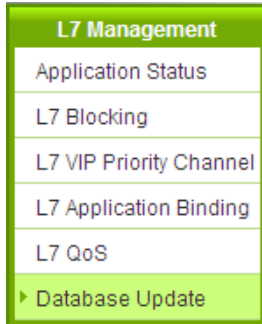 L7 Management
Application Status
L7 Blocking
L7 VIP Priority Channel
L7 Application Binding
L7 QoS
Database Update